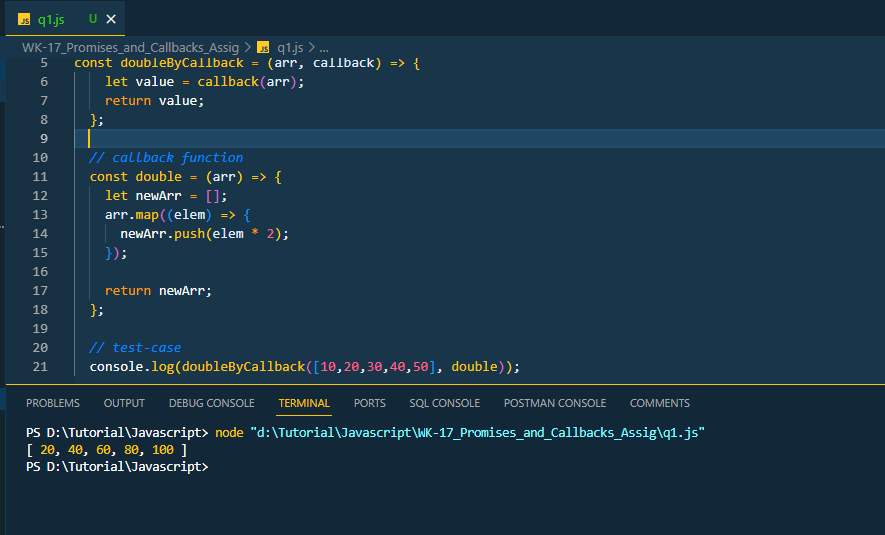 JS q1.js U ×
WK-17_Promises_and_Callbacks_Assig > JS q1.js > ...
5 const doubleByCallback = (arr, callback) => {
6 let value = callback(arr);
7 return value;
8 };
9
10 // callback function
11 const double = (arr) => {
12 let newArr = [];
13 arr.map((elem) => {
14 newArr.push(elem * 2);
15 });
16
17 return newArr;
18 };
19
20 // test-case
21 console.log(doubleByCallback([10,20,30,40,50], double));
PROBLEMS OUTPUT DEBUG CONSOLE TERMINAL PORTS SQL CONSOLE POSTMAN CONSOLE COMMENTS
PS D:\Tutorial\Javascript> node "d:\Tutorial\Javascript\WK-17_Promises_and_Callbacks_Assig\q1.js"
[ 20, 40, 60, 80, 100 ]
PS D:\Tutorial\Javascript>